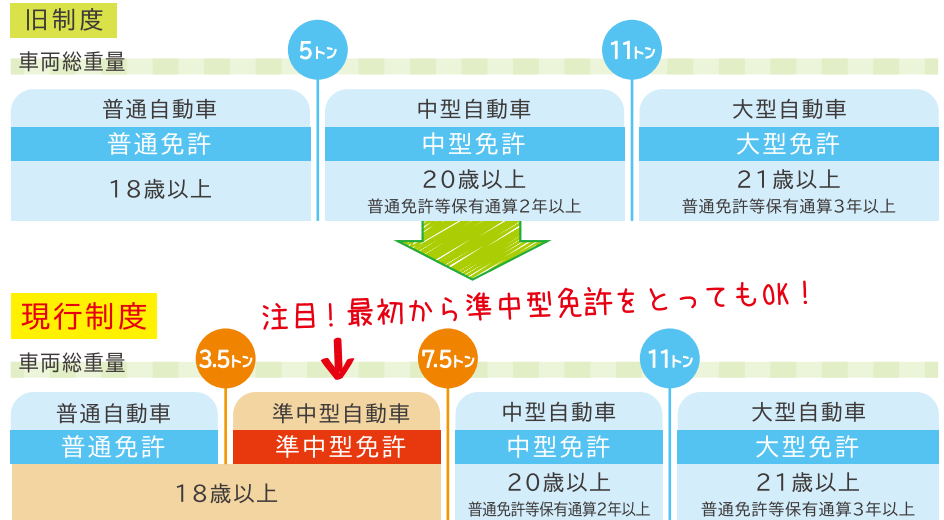 旧制度
車両総重量
5トン
11トン
普通自動車
普通免許
18歳以上
中型自動車
中型免許
20歳以上
普通免許等保有通算2年以上
大型自動車
大型免許
21歳以上
普通免許等保有通算3年以上
注目！最初から準中型免許をとってもOK！
現行制度
車両総重量
3.5トン
7.5トン
11トン
普通自動車
普通免許
準中型自動車
準中型免許
18歳以上
中型自動車
中型免許
20歳以上
普通免許等保有通算2年以上
大型自動車
大型免許
21歳以上
普通免許等保有通算3年以上